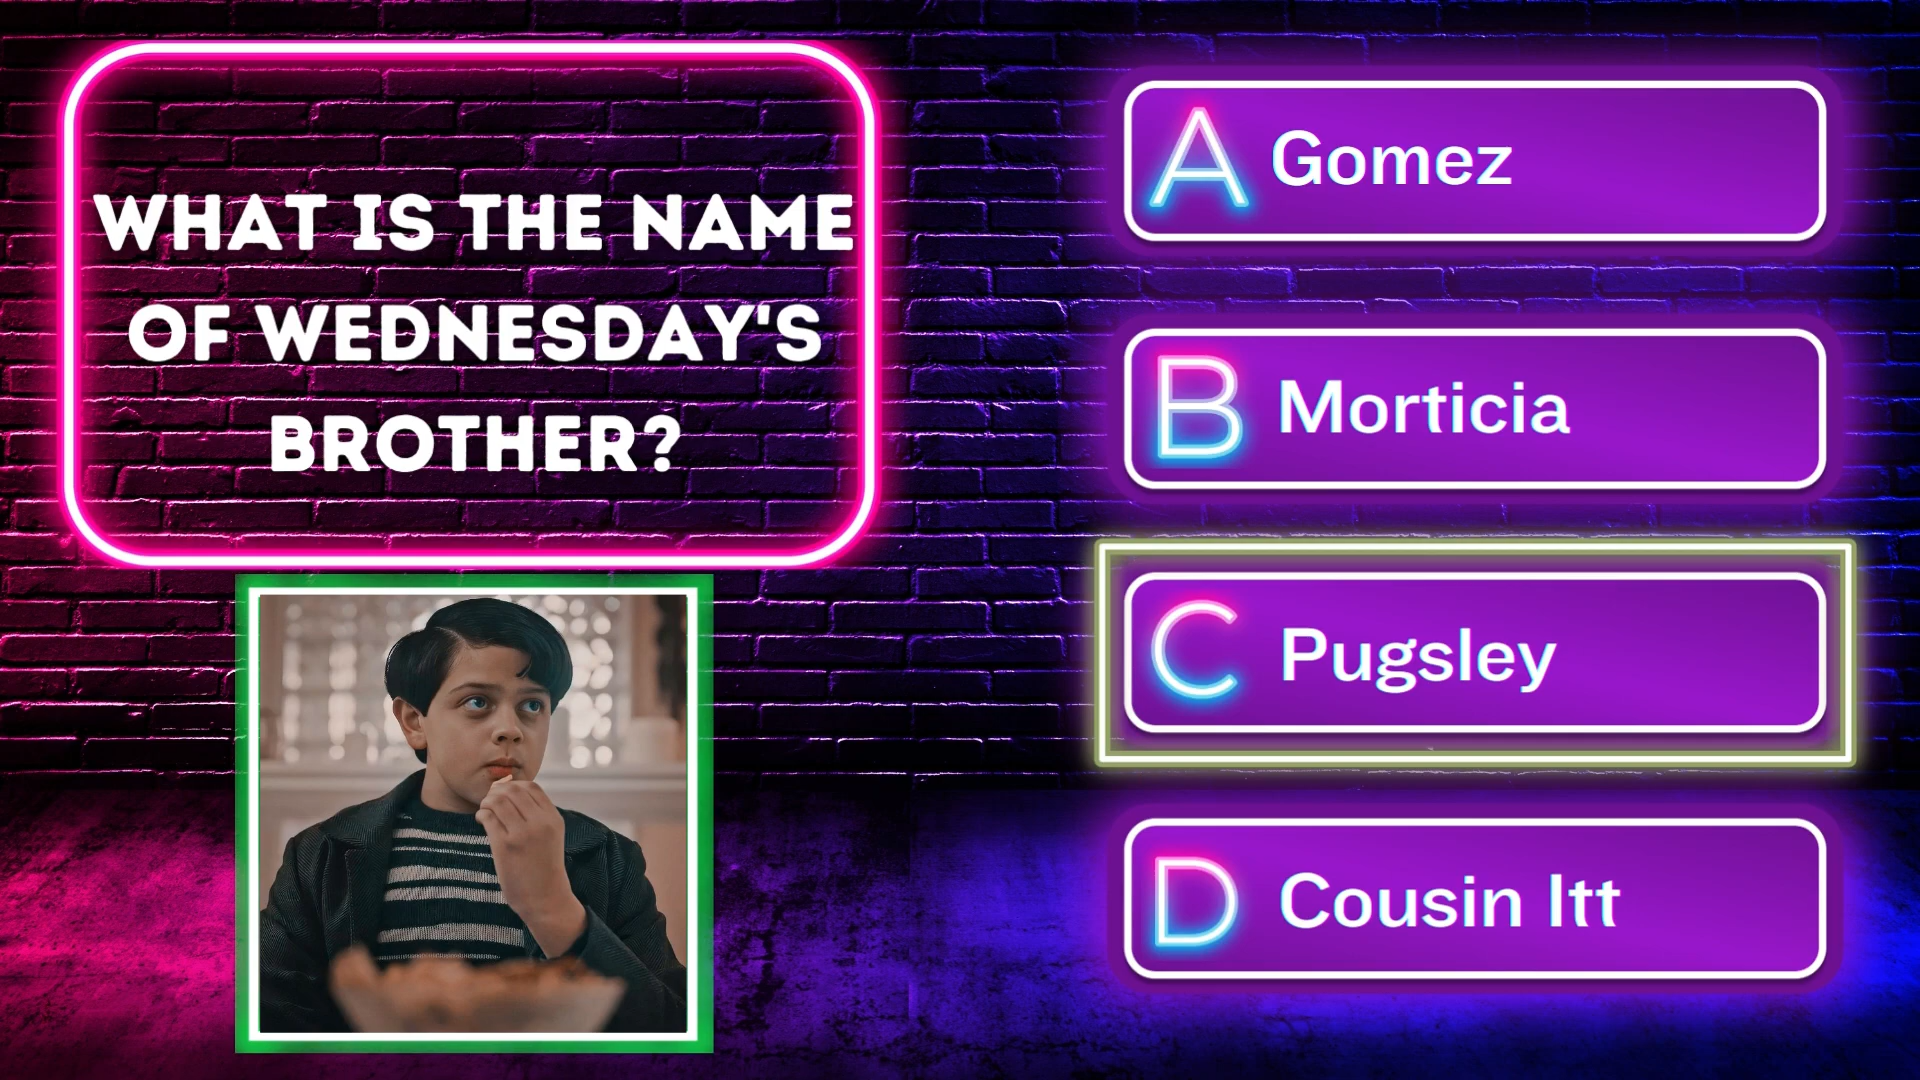 WHAT IS THE NAME
OF WEDNESDAY'S
BROTHER?
A Gomez
B Morticia
C Pugsley
D Cousin Itt